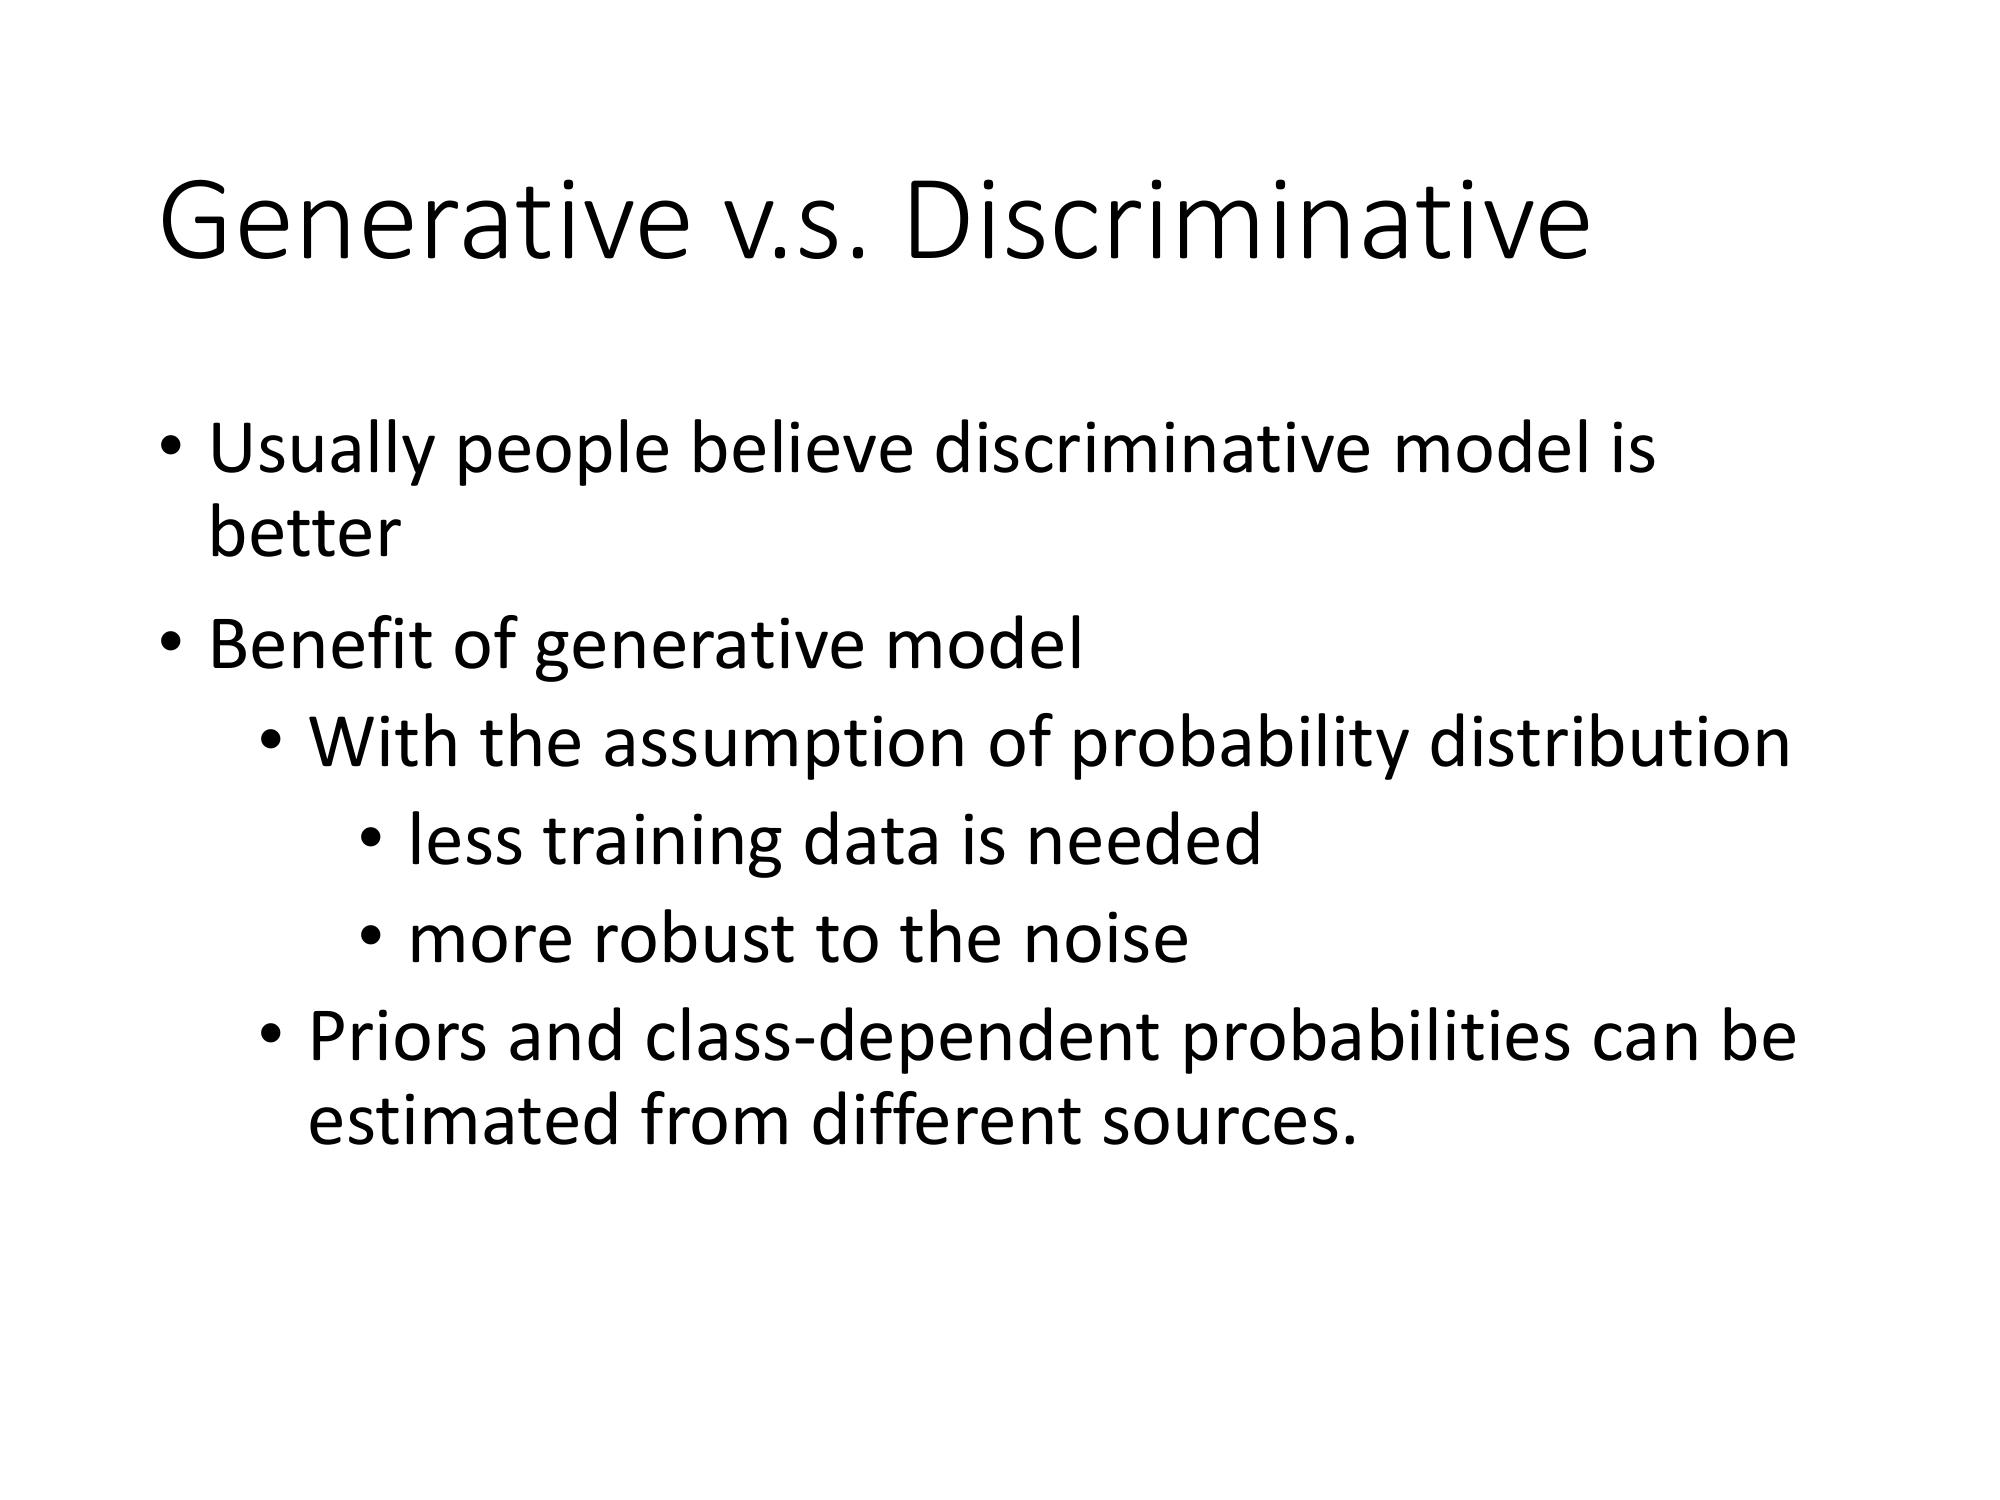 Generative v.s. Discriminative
• Usually people believe discriminative model is
better
• Benefit of generative model
• With the assumption of probability distribution
• less training data is needed
• more robust to the noise
• Priors and class-dependent probabilities can be
estimated from different sources.